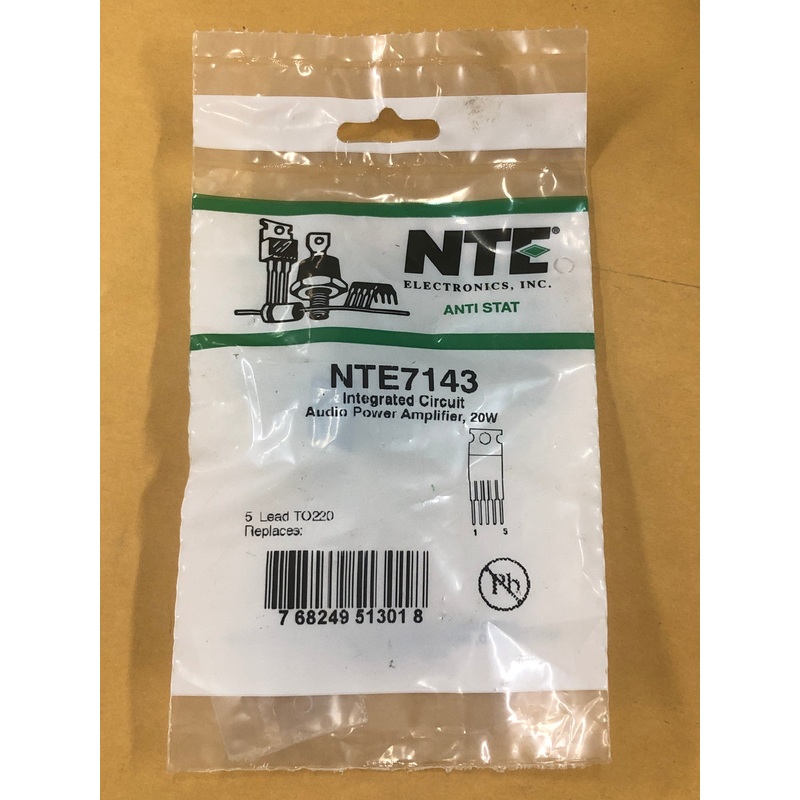 NTE®
ELECTRONICS, INC.
ANTI STAT
NTE7143
Integrated Circuit
Audio Power Amplifier, 20W
1 5
5 Lead TO220
Replaces:
Pb
7 68249 51301 8